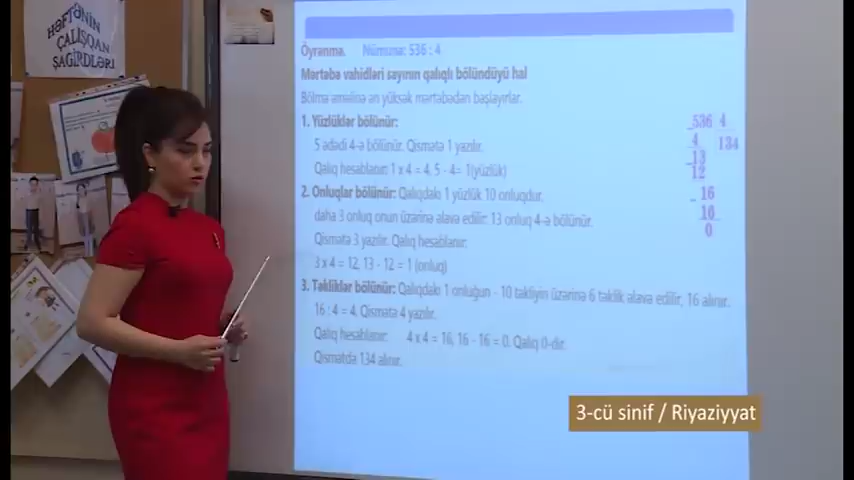 HƏFTƏNİN
ÇALIŞQAN
ŞAGİRDLƏRİ
Öyrənmə. Nümunə: 536 : 4
Mərtəbə vahidləri sayının qalıqlı bölündüyü hal
Bölmə əməlinə ən yüksək mərtəbədən başlayırlar.
1. Yüzlüklər bölünür:
5 ədədi 4-ə bölünür. Qismətə 1 yazılır.
Qalıq hesablanır: 1 x 4 = 4, 5 - 4= 1(yüzlük)
2. Onluqlar bölünür: Qalıqdakı 1 yüzlük 10 onluqdur.
daha 3 onluq onun üzərinə əlavə edilir: 13 onluq 4-ə bölünür.
Qismətə 3 yazılır. Qalıq hesablanır:
3 x 4 = 12, 13 - 12 = 1 (onluq)
3. Təkliklər bölünür: Qalıqdakı 1 onluğun - 10 təkliyin üzərinə 6 təklik əlavə edilir, 16 alınır.
16 : 4 = 4. Qismətə 4 yazılır.
Qalıq hesablanır: 4 x 4 = 16, 16 - 16 = 0. Qalıq 0-dır.
Qismətdə 134 alınır.
_536 4
4 134
_13
12
_ 16
16
0
3-cü sinif / Riyaziyyat